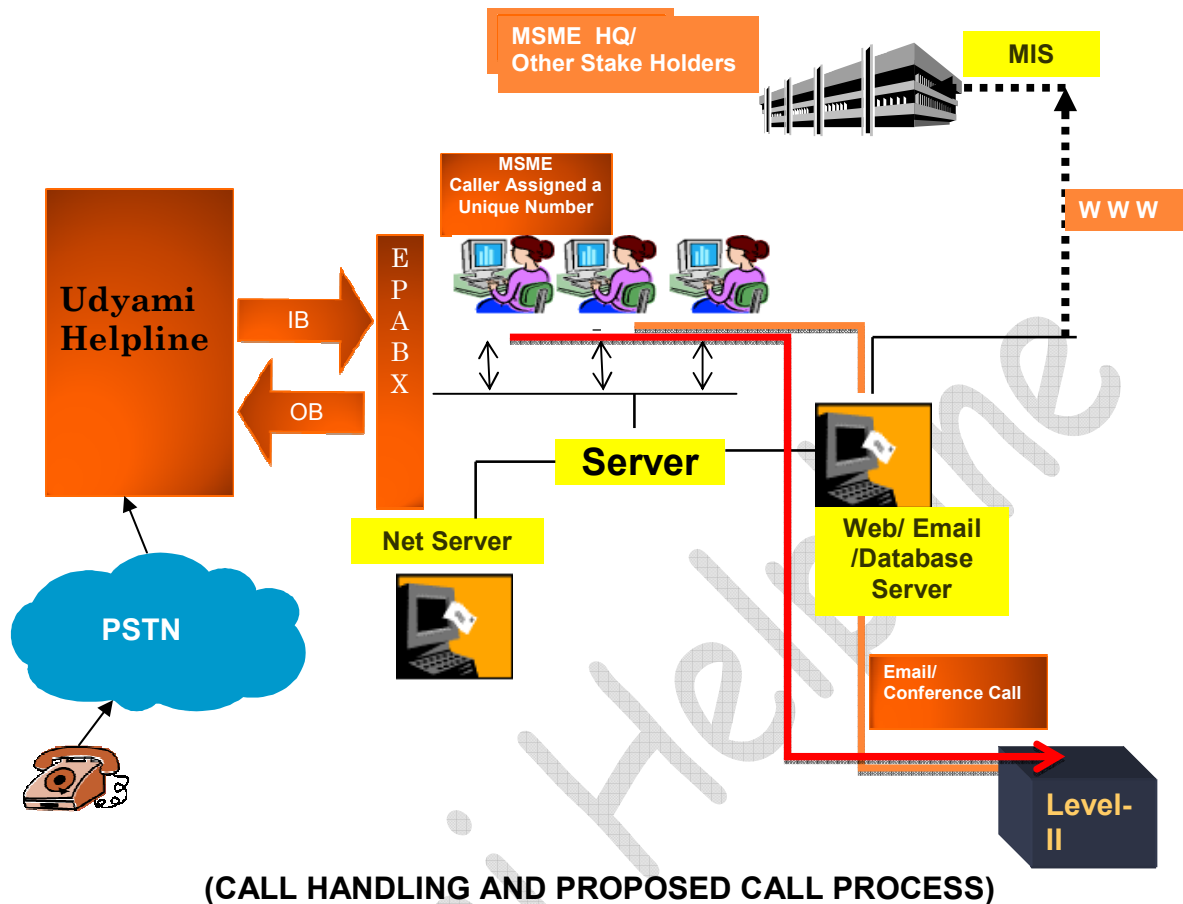 MSME HQ/
Other Stake Holders
MIS
MSME
Caller Assigned a
Unique Number
W W W
Udyami
Helpline
IB
OB
E
P
A
B
X
Server
Net Server
Web/ Email
/Database
Server
PSTN
Email/
Conference Call
Level-
II
(CALL HANDLING AND PROPOSED CALL PROCESS)
i Helpline